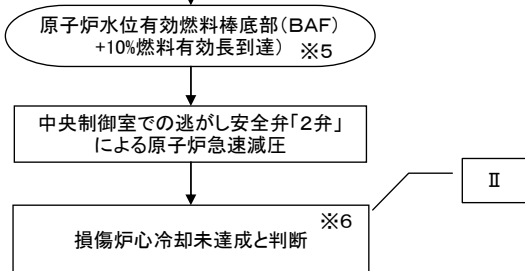 原子炉水位有効燃料棒底部(BAF)
+10%燃料有効長到達) ※5
中央制御室での逃がし安全弁「2弁」
による原子炉急速減圧
Ⅱ
※6
損傷炉心冷却未達成と判断